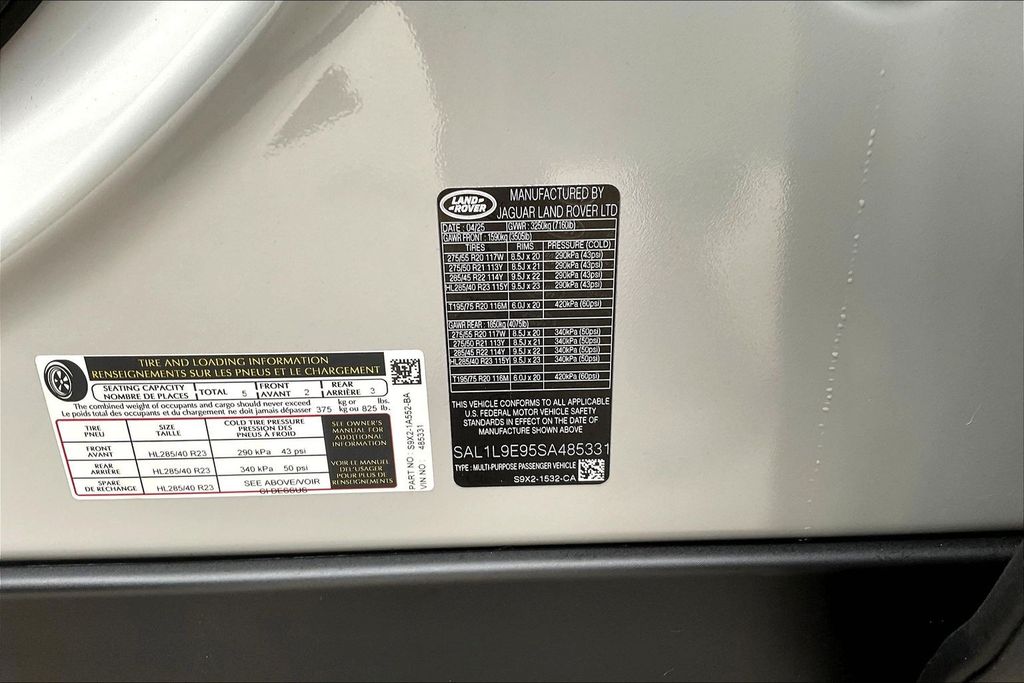 LAND-
-ROVER
MANUFACTURED BY
JAGUAR LAND ROVER LTD
DATE : 04/25 GVWR : 3250kg (7160lb)
GAWR FRONT : 1590kg (3505lb)
TIRES RIMS PRESSURE (COLD)
275/55 R20 117W 8.5J x 20 290kPa (43psi)
275/50 R21 113Y 8.5J x 21 290kPa (43psi)
285/45 R22 114Y 9.5J x 22 290kPa (43psi)
HL285/40 R23 115Y 9.5J x 23 290kPa (43psi)
T195/75 R20 116M 6.0J x 20 420kPa (60psi)
GAWR REAR : 1850kg (4075lb)
275/55 R20 117W 8.5J x 20 340kPa (50psi)
275/50 R21 113Y 8.5J x 21 340kPa (50psi)
285/45 R22 114Y 9.5J x 22 340kPa (50psi)
HL285/40 R23 115Y 9.5J x 23 340kPa (50psi)
T195/75 R20 116M 6.0J x 20 420kPa (60psi)
THIS VEHICLE CONFORMS TO ALL APPLICABLE
U.S. FEDERAL MOTOR VEHICLE SAFETY
STANDARDS IN EFFECT ON THE DATE OF
MANUFACTURE SHOWN ABOVE
SAL1L9E95SA485331
TYPE : MULTI-PURPOSE PASSENGER VEHICLE
S9X2-1532-CA
TIRE AND LOADING INFORMATION
RENSEIGNEMENTS SUR LES PNEUS ET LE CHARGEMENT
SEATING CAPACITY
NOMBRE DE PLACES
TOTAL 5
FRONT
AVANT 2
REAR
ARRIÈRE 3
The combined weight of occupants and cargo should never exceed
Le poids total des occupants et du chargement ne doit jamais dépasser
375 kg or
kg ou
825 lbs.
lb.
TIRE
PNEU
SIZE
TAILLE
COLD TIRE PRESSURE
PRESSION DES
PNEUS À FROID
FRONT
AVANT
HL285/40 R23
290 kPa 43 psi
REAR
ARRIÈRE
HL285/40 R23
340 kPa 50 psi
SPARE
DE RECHANGE
HL285/40 R23
SEE ABOVE/VOIR
CI-DESSUS
SEE OWNER'S
MANUAL FOR
ADDITIONAL
INFORMATION
VOIR LE MANUEL
DE L'USAGER
POUR PLUS DE
RENSEIGNEMENTS
PART NO : S9X2-1A552-BA
VIN NO : 485331